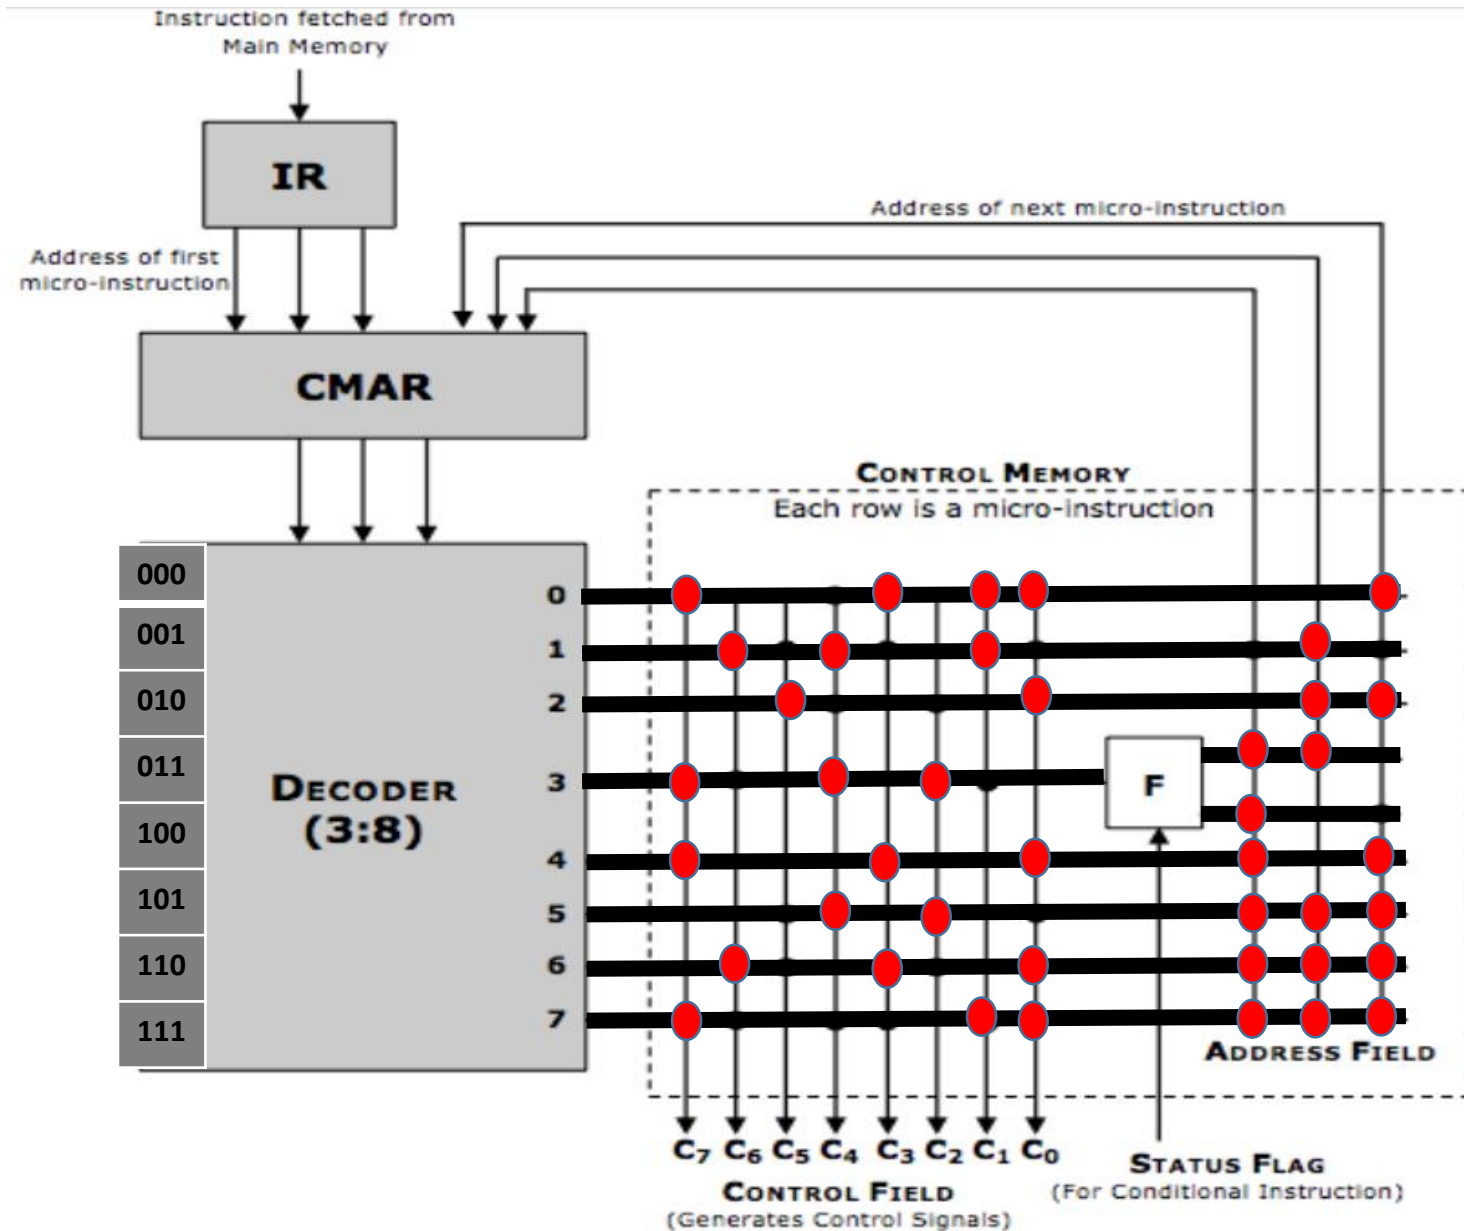 Instruction fetched from
Main Memory
IR
Address of next micro-instruction
Address of first
micro-instruction
CMAR
CONTROL MEMORY
Each row is a micro-instruction
000
0
001
1
010
2
011
3
DECODER
(3:8)
F
100
4
101
5
110
6
111
7
ADDRESS FIELD
C7 C6 C5 C4 C3 C2 C1 C0
STATUS FLAG
(For Conditional Instruction)
CONTROL FIELD
(Generates Control Signals)